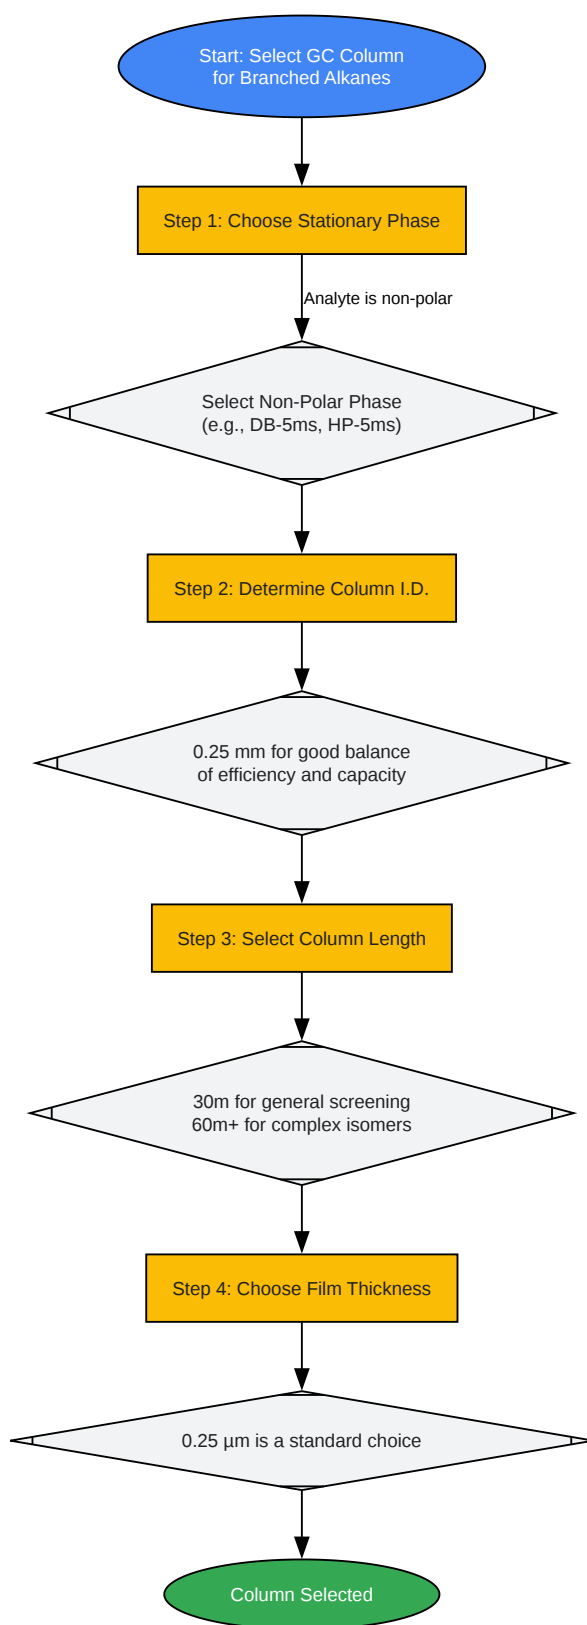 Start: Select GC Column
for Branched Alkanes
Step 1: Choose Stationary Phase
Analyte is non-polar
Select Non-Polar Phase
(e.g., DB-5ms, HP-5ms)
Step 2: Determine Column I.D.
0.25 mm for good balance
of efficiency and capacity
Step 3: Select Column Length
30m for general screening
60m+ for complex isomers
Step 4: Choose Film Thickness
0.25 µm is a standard choice
Column Selected